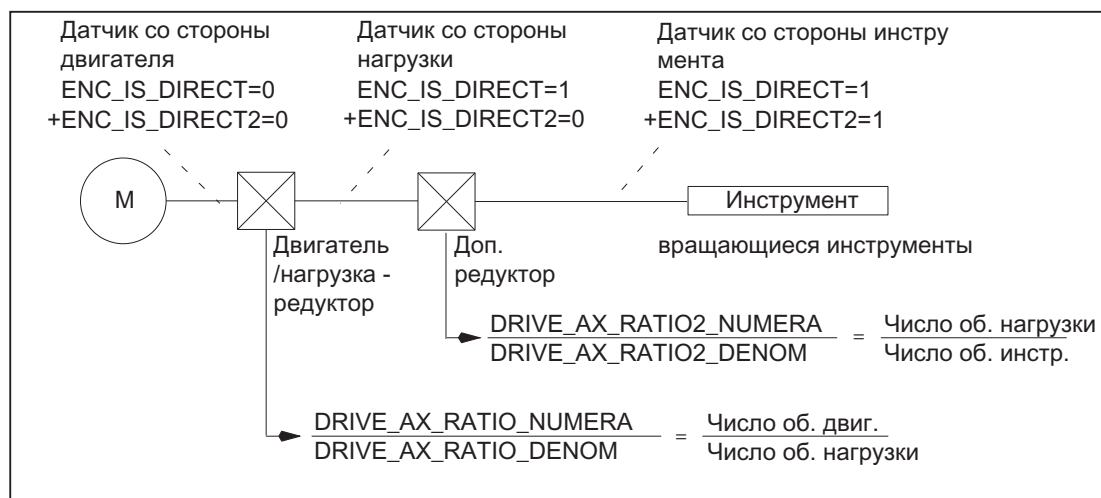 Датчик со стороны
двигателя
ENC_IS_DIRECT=0
+ENC_IS_DIRECT2=0
Датчик со стороны
нагрузки
ENC_IS_DIRECT=1
+ENC_IS_DIRECT2=0
Датчик со стороны инстру
мента
ENC_IS_DIRECT=1
+ENC_IS_DIRECT2=1
M
Инструмент
Двигатель
/нагрузка -
редуктор
Доп.
редуктор
вращающиеся инструменты
DRIVE_AX_RATIO2_NUMERA
DRIVE_AX_RATIO2_DENOM
=
Число об. нагрузки
Число об. инстр.
DRIVE_AX_RATIO_NUMERA
DRIVE_AX_RATIO_DENOM
=
Число об. двиг.
Число об. нагрузки